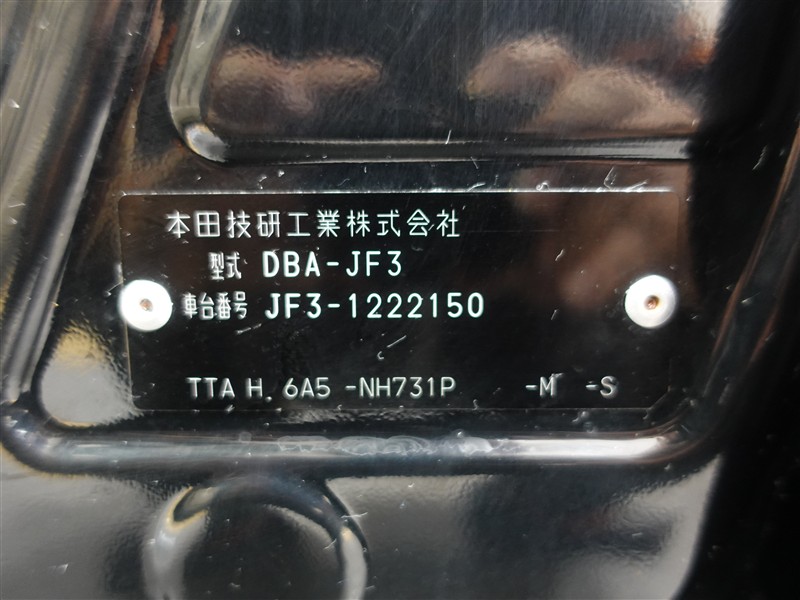 本田技研工業株式会社
型式 DBA-JF3
車台番号 JF3-1222150
TTA H. 6A5 -NH731P -M -S